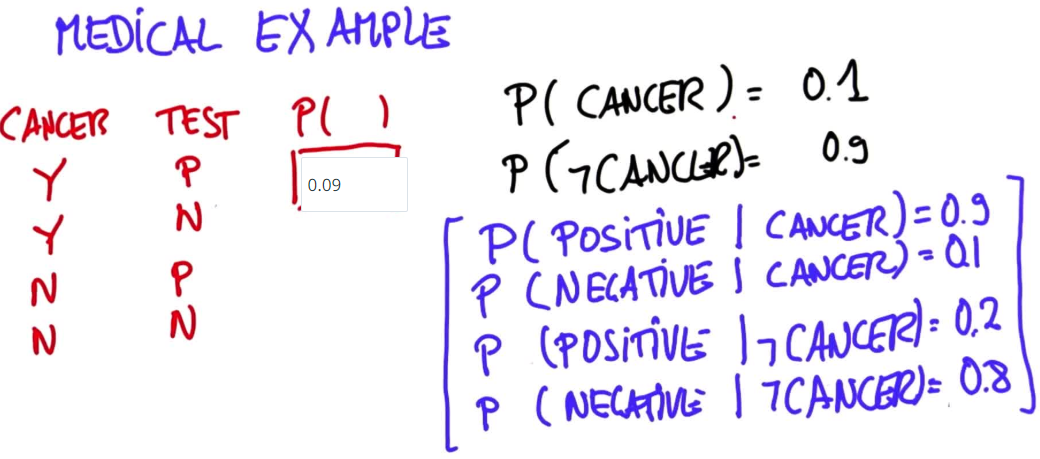 MEDICAL EXAMPLE
CANCER TEST P( )
Y P 0.09
Y N
N P
N N
P( CANCER ) = 0.1
P (¬CANCER)= 0.9
P( POSITIVE | CANCER)=0.9
P (NEGATIVE | CANCER) = 0.1
P (POSITIVE |¬CANCER)= 0.2
P (NEGATIVE | ¬CANCER)= 0.8